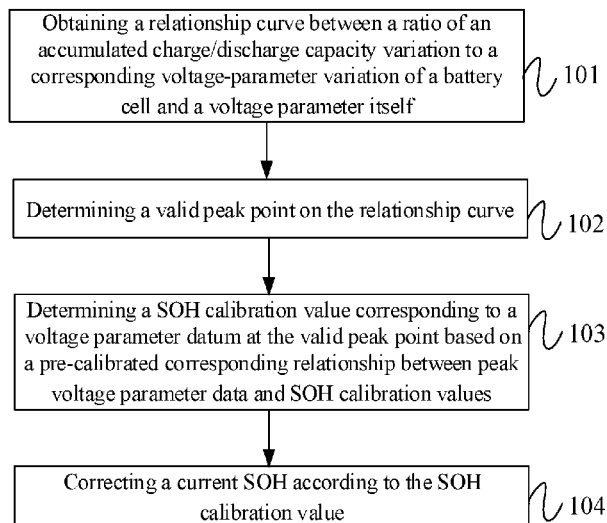 Obtaining a relationship curve between a ratio of an
accumulated charge/discharge capacity variation to a
corresponding voltage-parameter variation of a battery
cell and a voltage parameter itself
101
Determining a valid peak point on the relationship curve
102
Determining a SOH calibration value corresponding to a
voltage parameter datum at the valid peak point based on
a pre-calibrated corresponding relationship between peak
voltage parameter data and SOH calibration values
103
Correcting a current SOH according to the SOH
calibration value
104